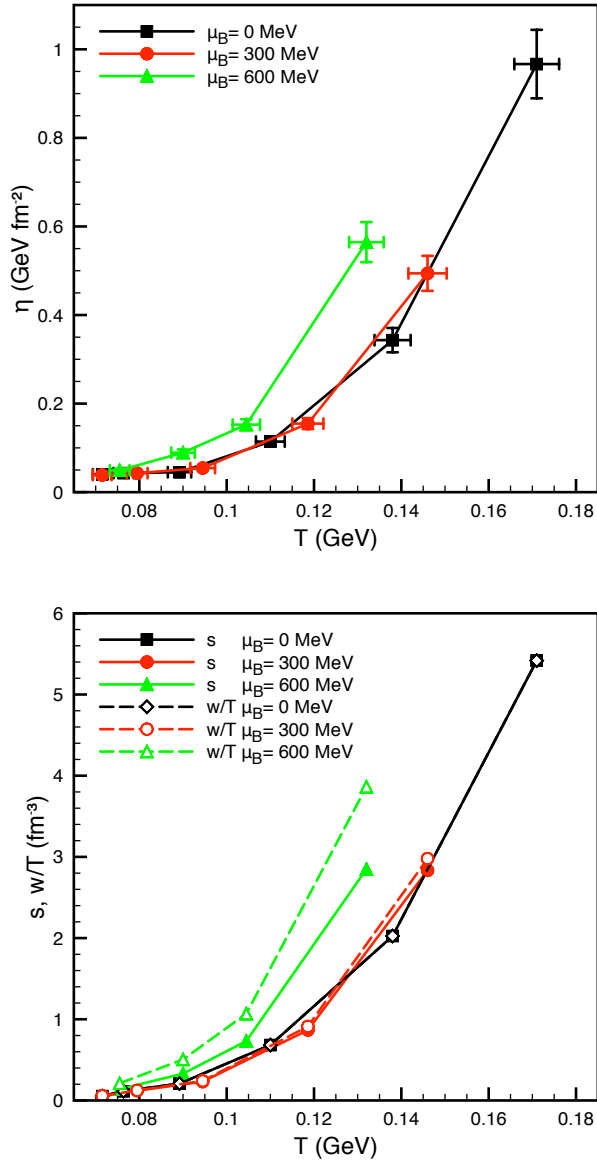 1
0.8
0.6
0.4
0.2
0
η (GeV fm⁻²)
μB= 0 MeV
μB= 300 MeV
μB= 600 MeV
0.08 0.1 0.12 0.14 0.16 0.18
T (GeV)
6
5
4
3
2
1
0
s, w/T (fm⁻³)
s μB= 0 MeV
s μB= 300 MeV
s μB= 600 MeV
w/T μB= 0 MeV
w/T μB= 300 MeV
w/T μB= 600 MeV
0.08 0.1 0.12 0.14 0.16 0.18
T (GeV)